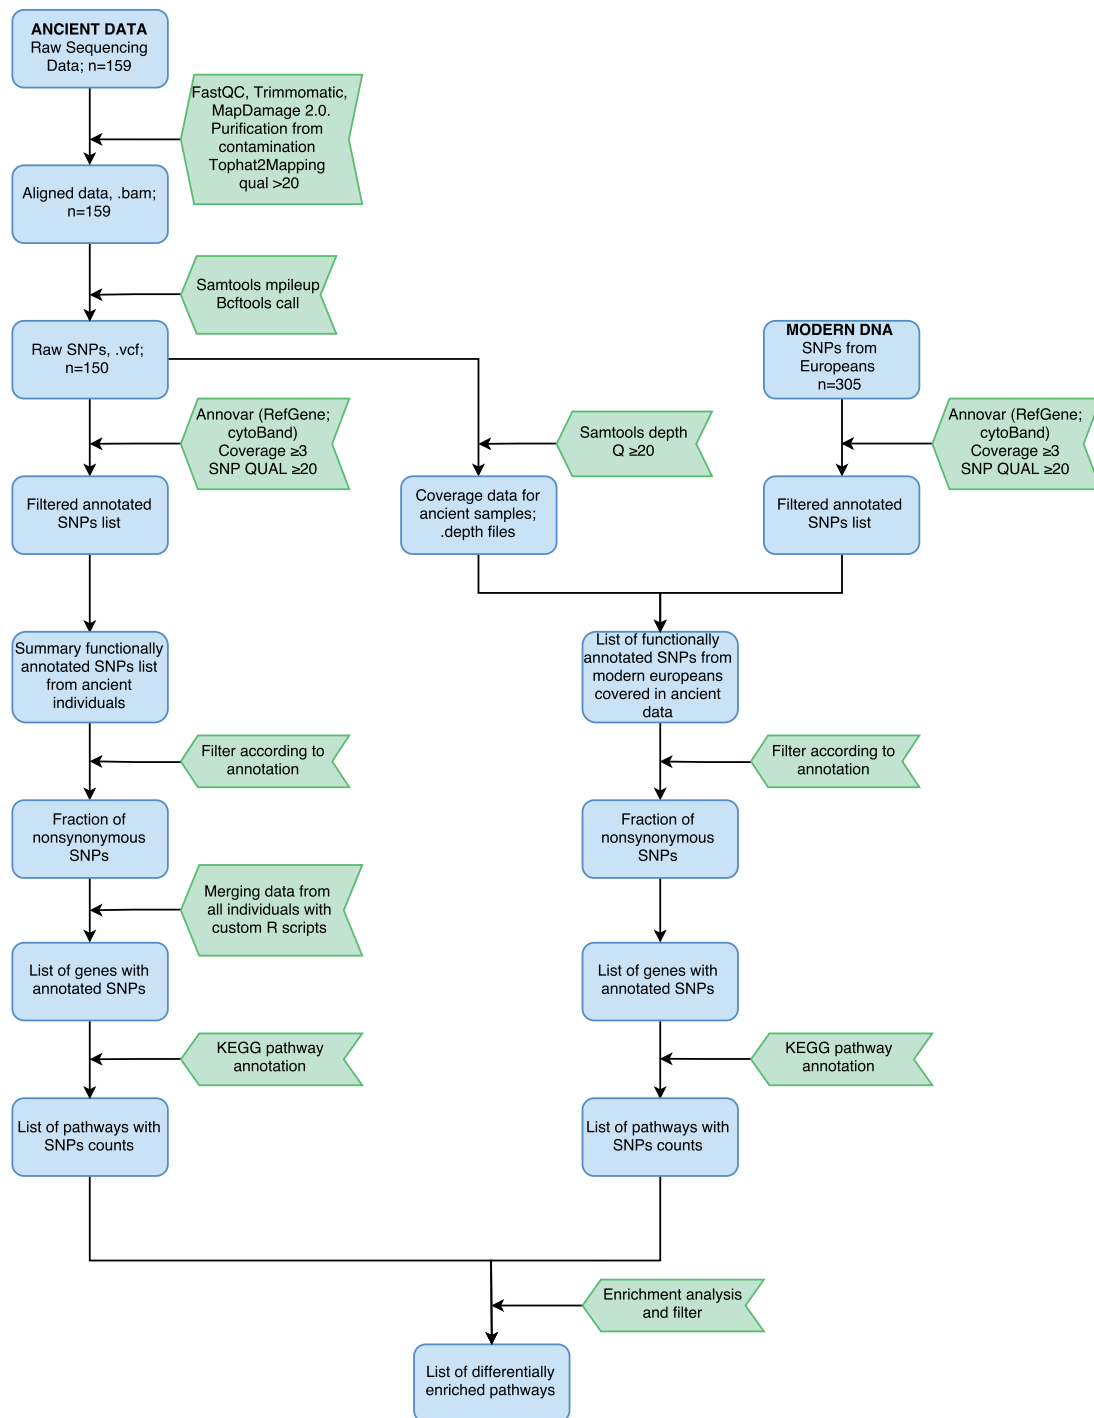 ANCIENT DATA
Raw Sequencing
Data; n=159
FastQC, Trimmomatic,
MapDamage 2.0.
Purification from
contamination
Tophat2Mapping
qual >20
Aligned data, .bam;
n=159
Samtools mpileup
Bcftools call
Raw SNPs, .vcf;
n=150
MODERN DNA
SNPs from
Europeans
n=305
Annovar (RefGene;
cytoBand)
Coverage ≥3
SNP QUAL ≥20
Samtools depth
Q ≥20
Annovar (RefGene;
cytoBand)
Coverage ≥3
SNP QUAL ≥20
Filtered annotated
SNPs list
Coverage data for
ancient samples;
.depth files
Filtered annotated
SNPs list
Summary functionally
annotated SNPs list
from ancient
individuals
List of functionally
annotated SNPs from
modern europeans
covered in ancient
data
Filter according to
annotation
Filter according to
annotation
Fraction of
nonsynonymous
SNPs
Fraction of
nonsynonymous
SNPs
Merging data from
all individuals with
custom R scripts
List of genes with
annotated SNPs
List of genes with
annotated SNPs
KEGG pathway
annotation
KEGG pathway
annotation
List of pathways with
SNPs counts
List of pathways with
SNPs counts
Enrichment analysis
and filter
List of differentially
enriched pathways